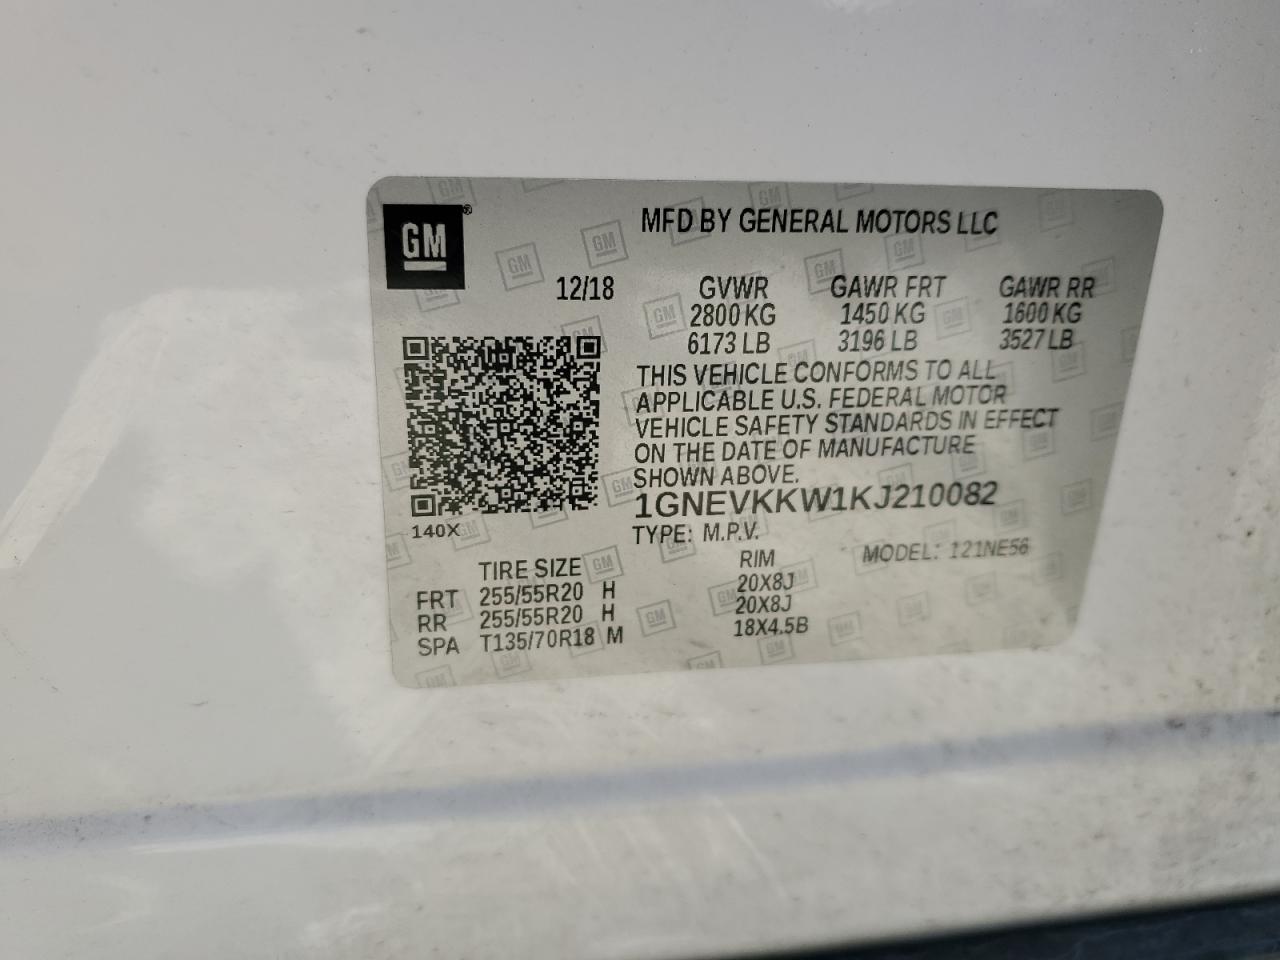 GM®
MFD BY GENERAL MOTORS LLC
12/18 GVWR GAWR FRT GAWR RR
2800 KG 1450 KG 1600 KG
6173 LB 3196 LB 3527 LB
THIS VEHICLE CONFORMS TO ALL
APPLICABLE U.S. FEDERAL MOTOR
VEHICLE SAFETY STANDARDS IN EFFECT
ON THE DATE OF MANUFACTURE
SHOWN ABOVE.
1GNEVKKW1KJ210082
140X
TYPE: M.P.V.
MODEL: 121NE56
TIRE SIZE RIM
FRT 255/55R20 H 20X8J
RR 255/55R20 H 20X8J
SPA T135/70R18 M 18X4.5B